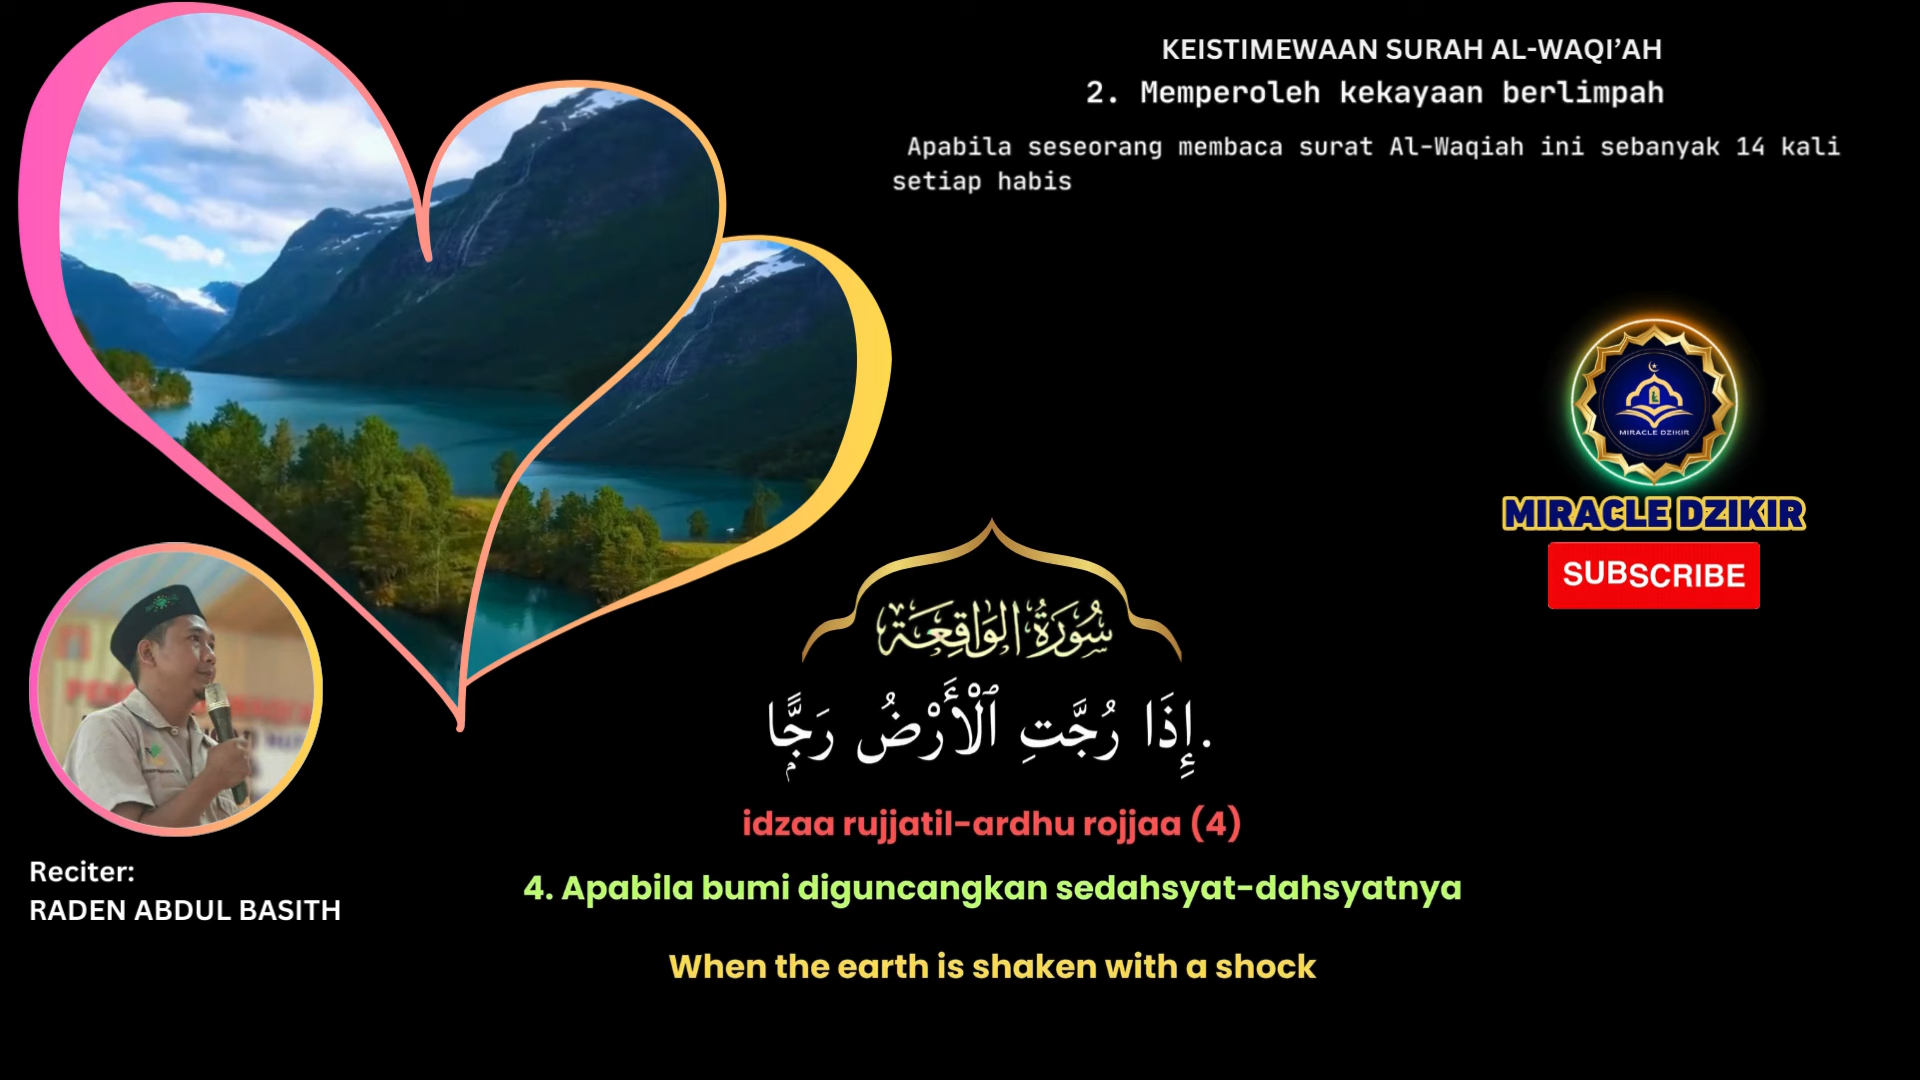 KEISTIMEWAAN SURAH AL-WAQI’AH
2. Memperoleh kekayaan berlimpah
Apabila seseorang membaca surat Al-Waqiah ini sebanyak 14 kali
setiap habis
MIRACLE DZIKIR
MIRACLE DZIKIR
SUBSCRIBE
سُوْرَةُ الوَاقِعَة
.إِذَا رُجَّتِ ٱلْأَرْضُ رَجًّۭا
idzaa rujjatil-ardhu rojjaa (4)
4. Apabila bumi diguncangkan sedahsyat-dahsyatnya
When the earth is shaken with a shock
Reciter:
RADEN ABDUL BASITH